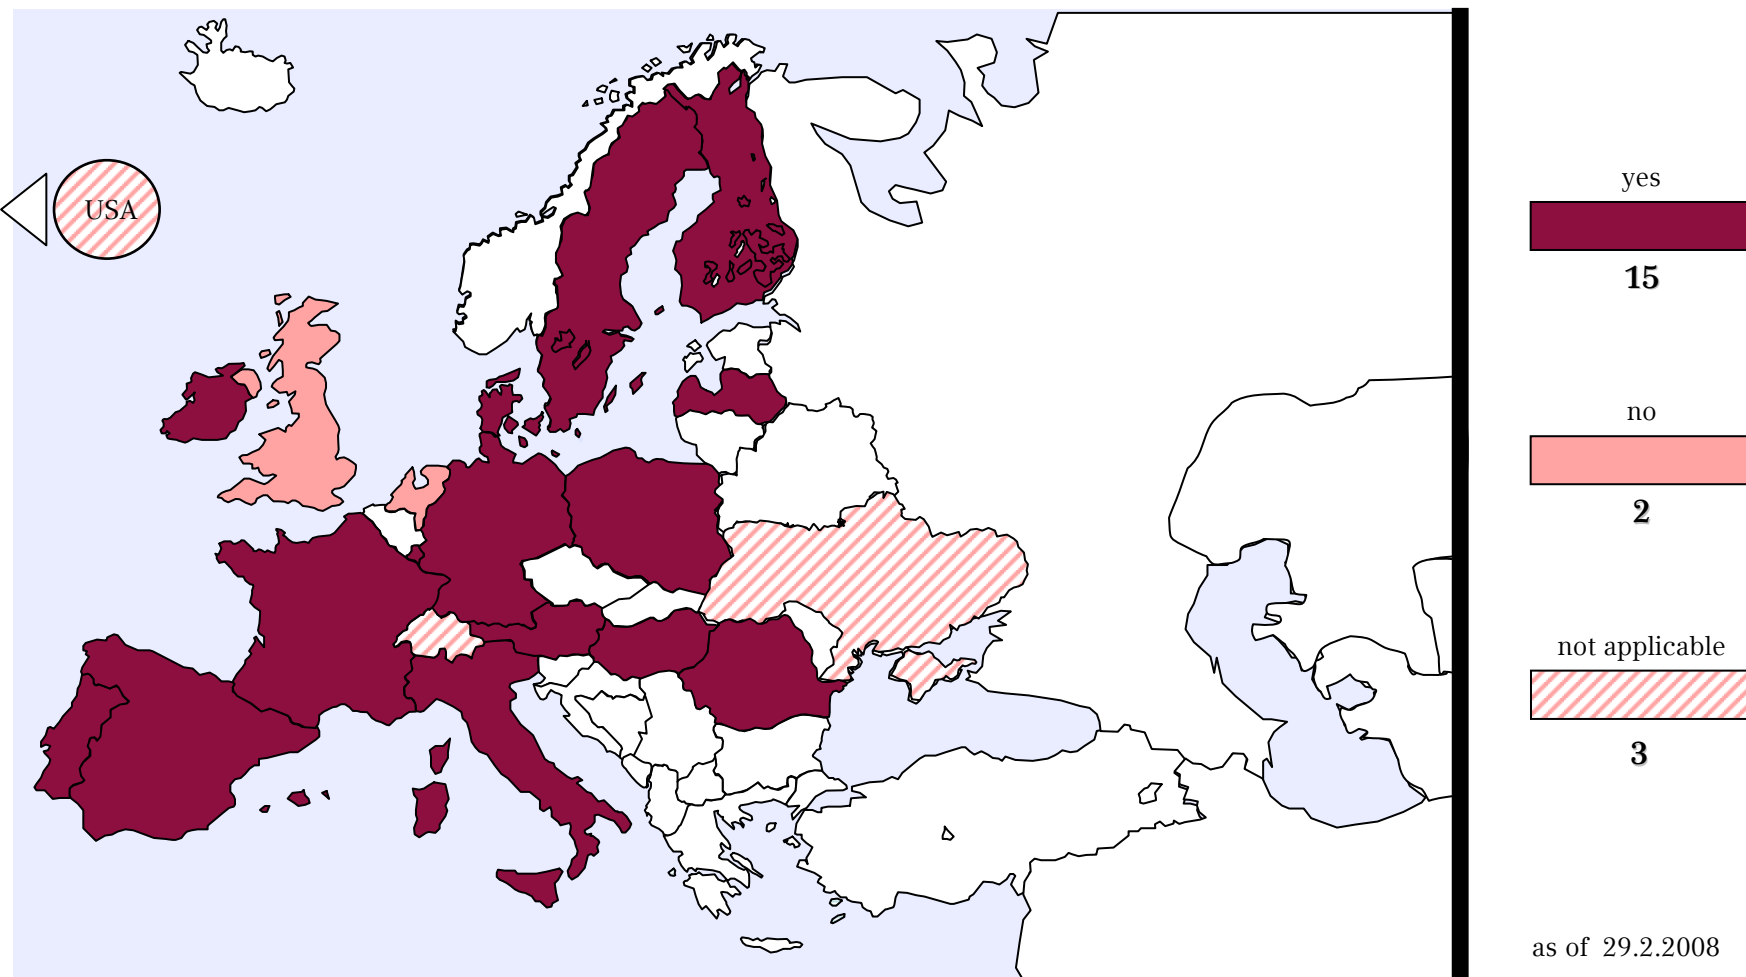 USA
yes
15
no
2
not applicable
3
as of 29.2.2008